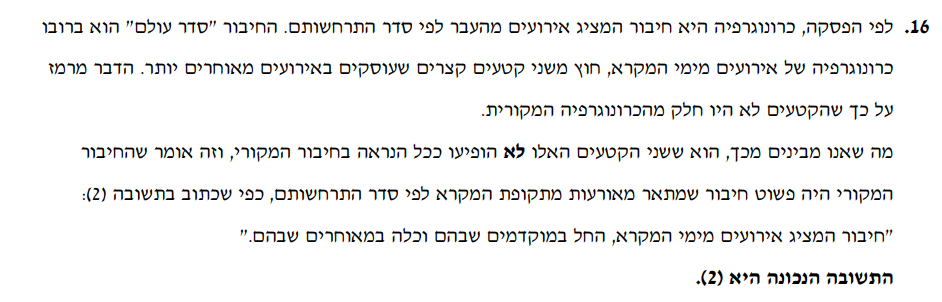 16. לפי הפסקה, כרונוגרפיה היא חיבור המציג אירועים מהעבר לפי סדר התרחשותם. החיבור "סדר עולם" הוא ברובו
כרונוגרפיה של אירועים מימי המקרא, חוץ משני קטעים קצרים שעוסקים באירועים מאוחרים יותר. הדבר מרמז
על כך שהקטעים לא היו חלק מהכרונוגרפיה המקורית.
מה שאנו מבינים מכך, הוא ששני הקטעים האלו לא הופיעו ככל הנראה בחיבור המקורי, וזה אומר שהחיבור
המקורי היה פשוט חיבור שמתאר מאורעות מתקופת המקרא לפי סדר התרחשותם, כפי שכתוב בתשובה (2):
"חיבור המציג אירועים מימי המקרא, החל במוקדמים שבהם וכלה במאוחרים שבהם."
התשובה הנכונה היא (2).